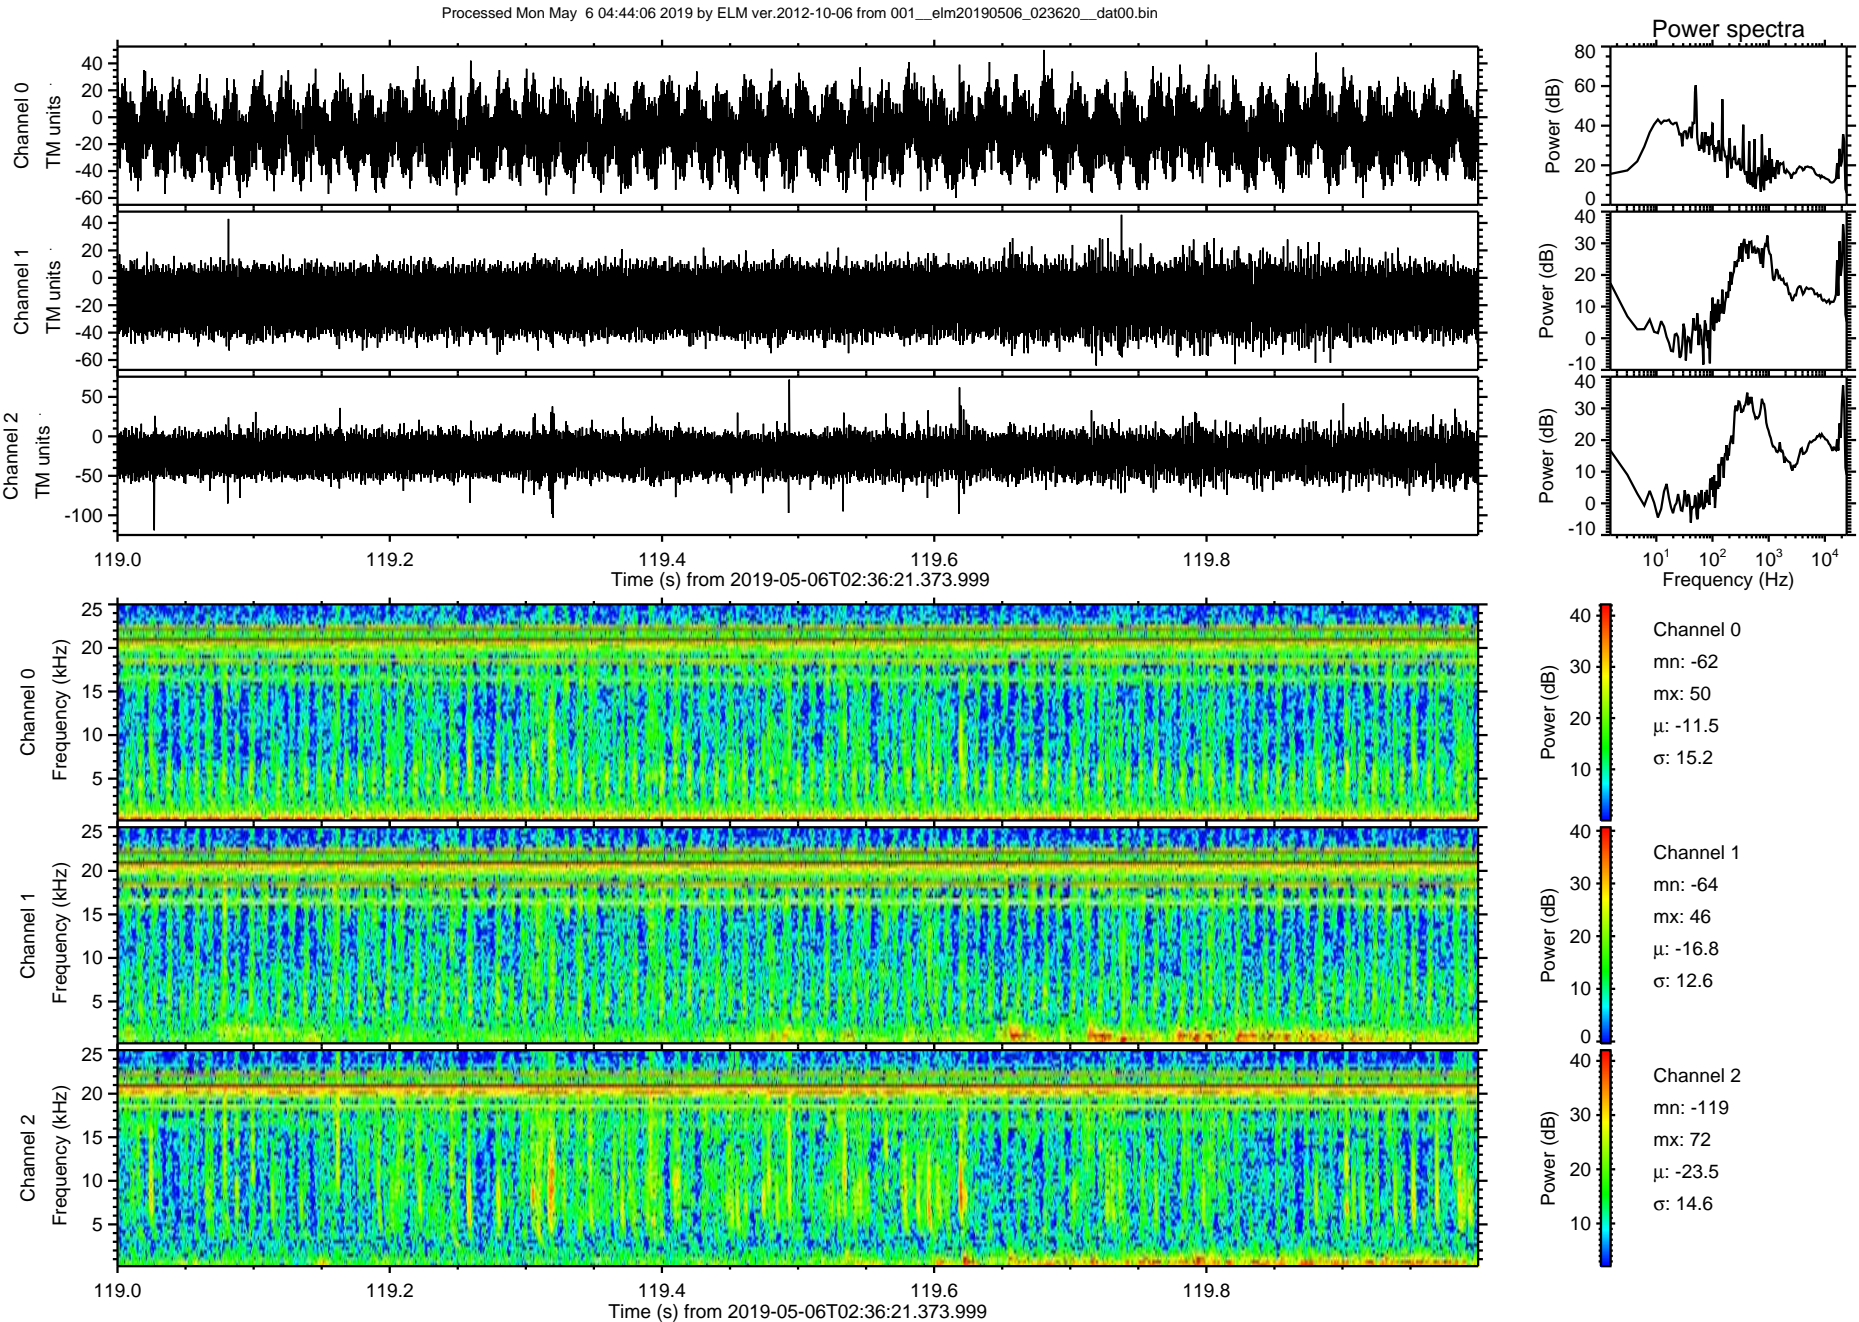 Processed Mon May  6 04:44:06 2019 by ELM ver.2012-10-06 from 001__elm20190506_023620__dat00.bin
Power spectra
Channel 0
TM units
40
20
0
-20
-40
-60
Power (dB)
80
60
40
20
0
Channel 1
TM units
40
20
0
-20
-40
-60
Power (dB)
40
30
20
10
0
-10
Channel 2
TM units
50
0
-50
-100
Power (dB)
40
30
20
10
0
-10
119.0 119.2 119.4 119.6 119.8
Time (s) from 2019-05-06T02:36:21.373.999
10¹ 10² 10³ 10⁴
Frequency (Hz)
Channel 0
Frequency (kHz)
25
20
15
10
5
Power (dB)
40
30
20
10
Channel 0
mn: -62
mx: 50
μ: -11.5
σ: 15.2
Channel 1
Frequency (kHz)
25
20
15
10
5
Power (dB)
40
30
20
10
0
Channel 1
mn: -64
mx: 46
μ: -16.8
σ: 12.6
Channel 2
Frequency (kHz)
25
20
15
10
5
Power (dB)
40
30
20
10
Channel 2
mn: -119
mx: 72
μ: -23.5
σ: 14.6
119.0 119.2 119.4 119.6 119.8
Time (s) from 2019-05-06T02:36:21.373.999